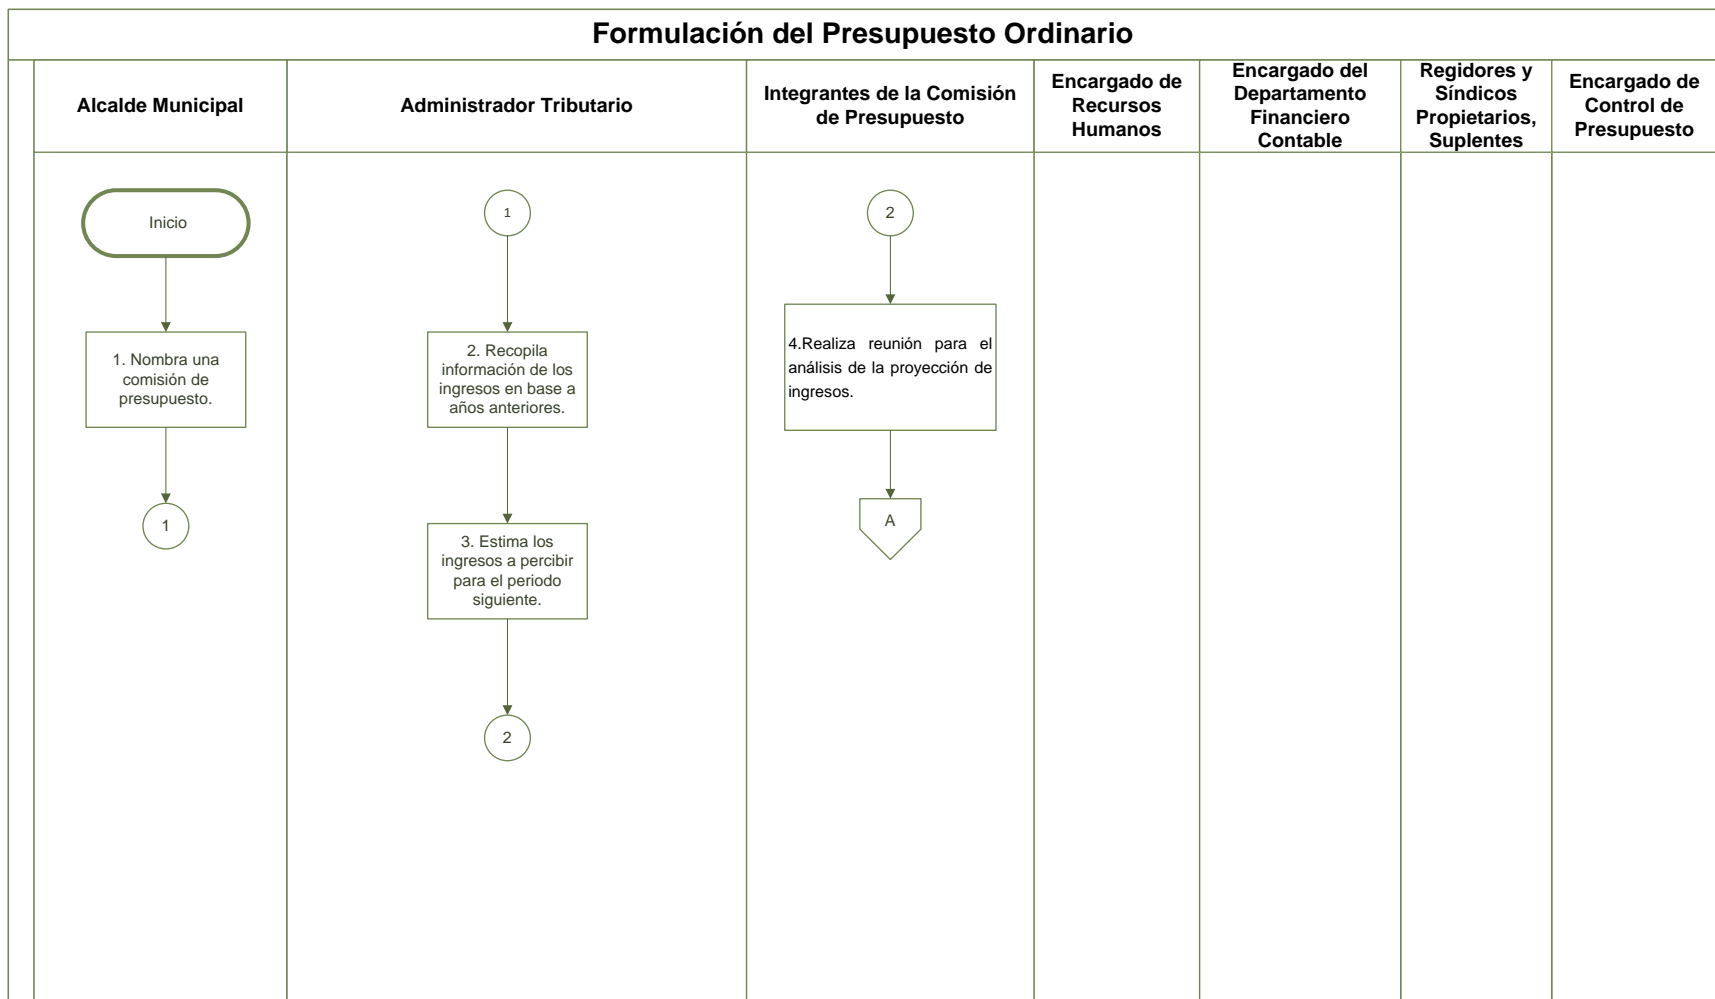 Formulación del Presupuesto Ordinario
Alcalde Municipal
Administrador Tributario
Integrantes de la Comisión
de Presupuesto
Encargado de
Recursos
Humanos
Encargado del
Departamento
Financiero
Contable
Regidores y
Síndicos
Propietarios,
Suplentes
Encargado de
Control de
Presupuesto
Inicio
1. Nombra una
comisión de
presupuesto.
1
1
2. Recopila
información de los
ingresos en base a
años anteriores.
3. Estima los
ingresos a percibir
para el periodo
siguiente.
2
2
4.Realiza reunión para el
análisis de la proyección de
ingresos.
A